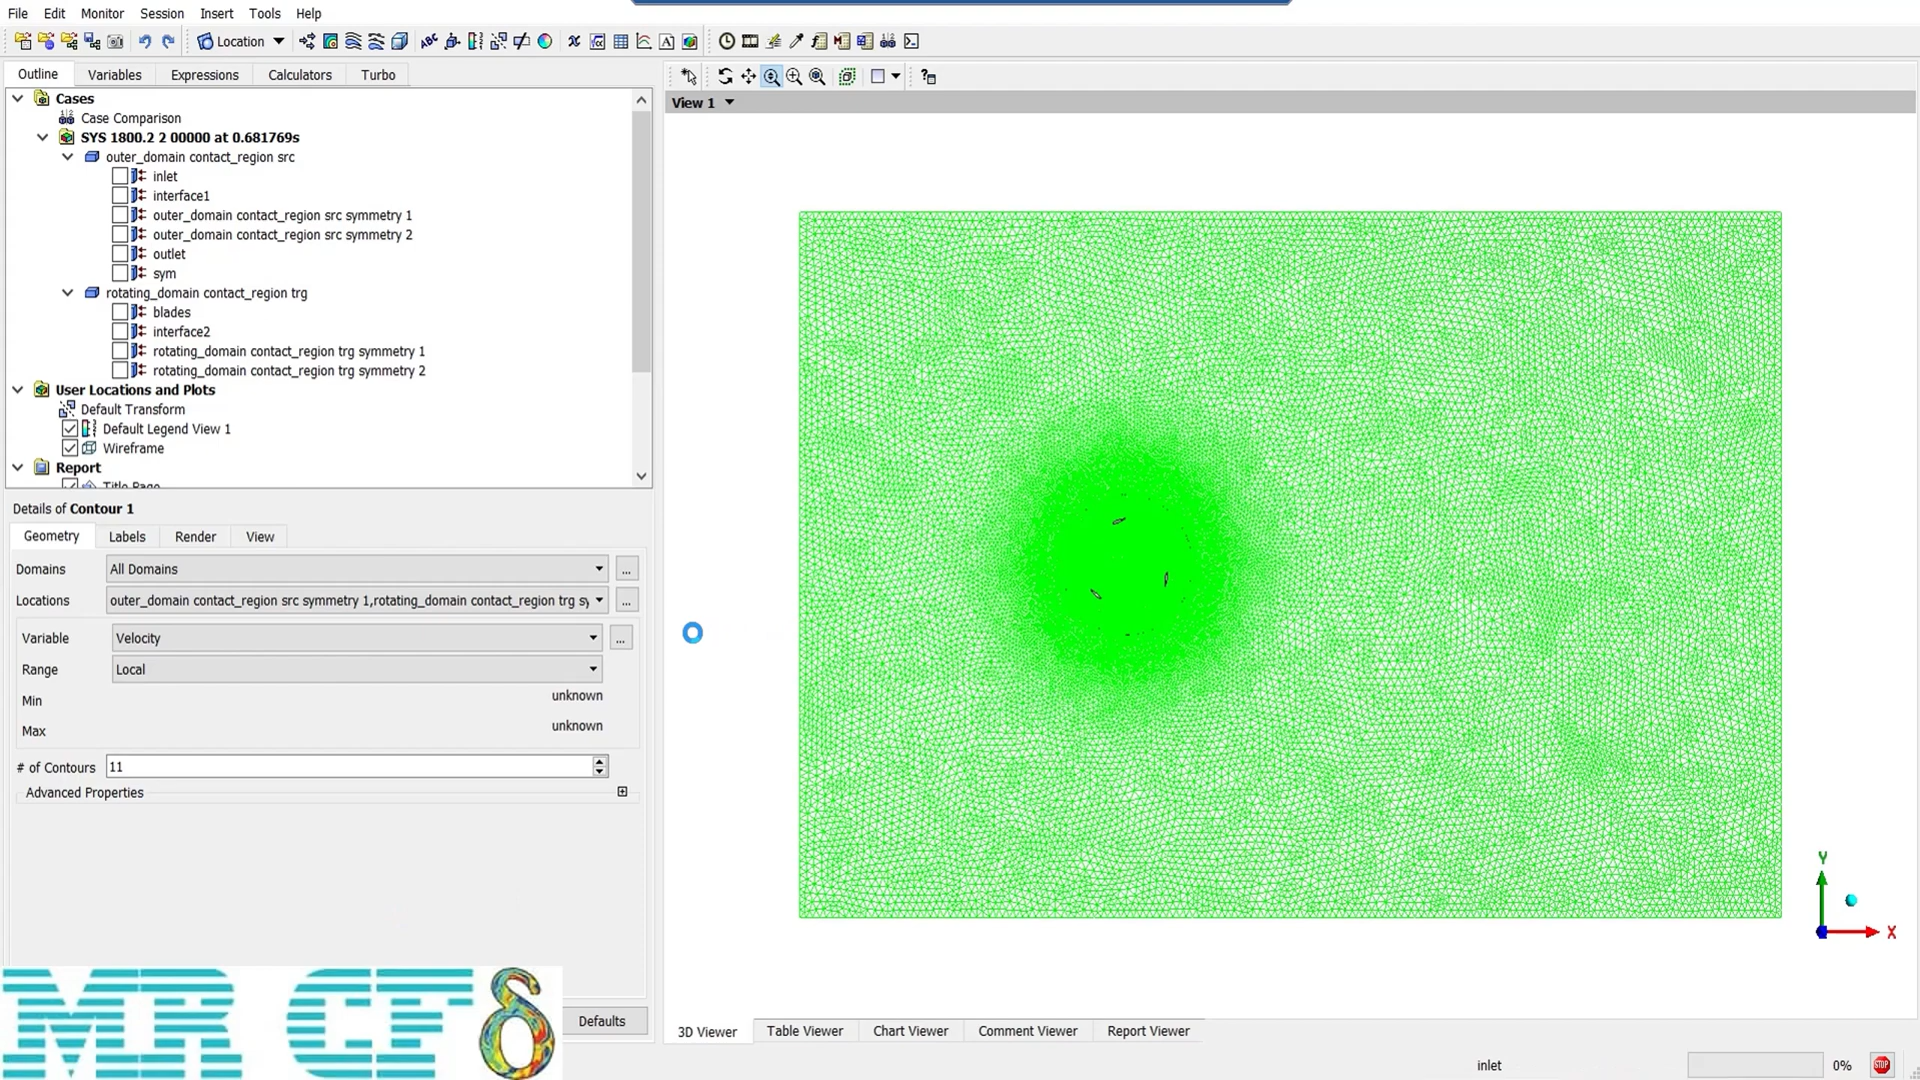 File Edit Monitor Session Insert Tools Help
Location
Outline Variables Expressions Calculators Turbo
View 1
Cases
Case Comparison
SYS 1800.2 2 00000 at 0.681769s
outer_domain contact_region src
inlet
interface1
outer_domain contact_region src symmetry 1
outer_domain contact_region src symmetry 2
outlet
sym
rotating_domain contact_region trg
blades
interface2
rotating_domain contact_region trg symmetry 1
rotating_domain contact_region trg symmetry 2
User Locations and Plots
Default Transform
Default Legend View 1
Wireframe
Report
Title Page
Details of Contour 1
Geometry Labels Render View
Domains All Domains ...
Locations outer_domain contact_region src symmetry 1,rotating_domain contact_region trg sy ...
Variable Velocity ...
Range Local
Min unknown
Max unknown
# of Contours 11
Advanced Properties
Defaults
MR CF
Y
X
3D Viewer Table Viewer Chart Viewer Comment Viewer Report Viewer
inlet 0% STOP